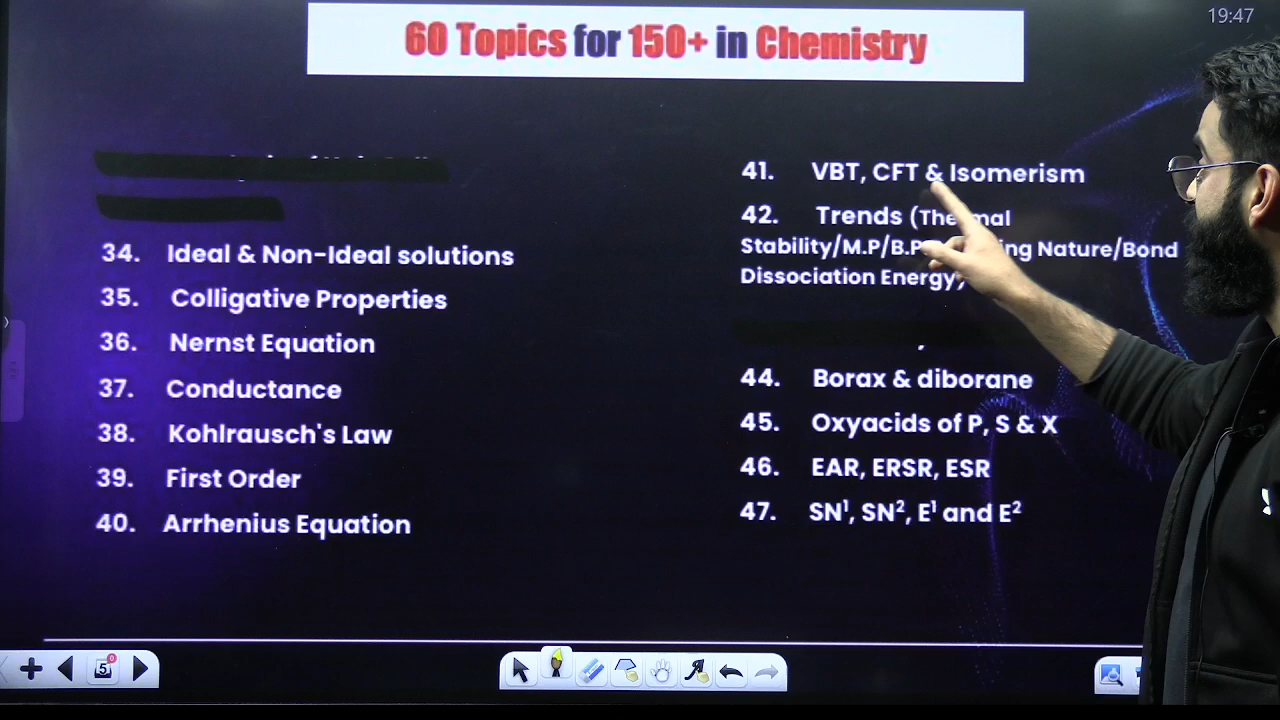 19:47
60 Topics for 150+ in Chemistry
34. Ideal & Non-Ideal solutions
35. Colligative Properties
36. Nernst Equation
37. Conductance
38. Kohlrausch's Law
39. First Order
40. Arrhenius Equation
41. VBT, CFT & Isomerism
42. Trends
Stability/M.P/B.P Nature/Bond
Dissociation Energy)
44. Borax & diborane
45. Oxyacids of P, S & X
46. EAR, ERSR, ESR
47. SN¹, SN², E¹ and E²
5
0